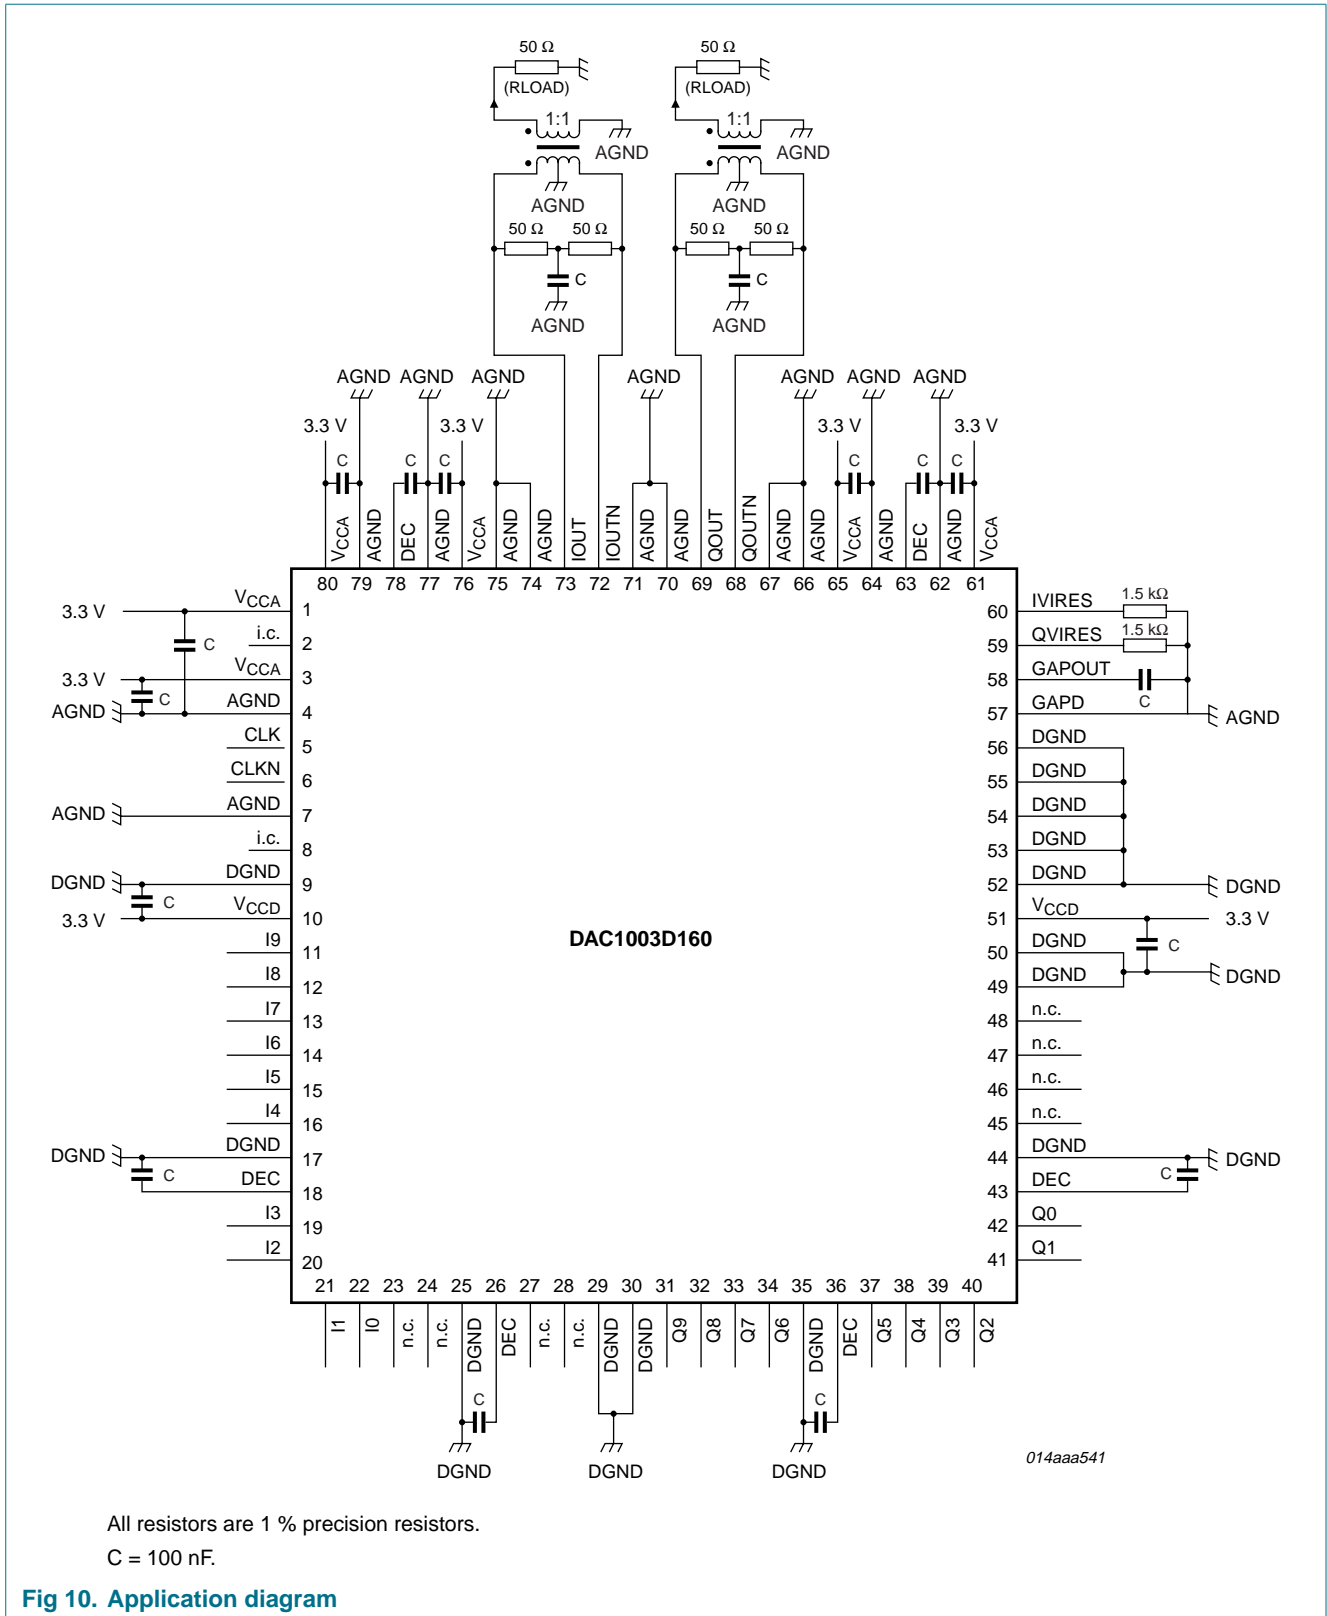 50 Ω 50 Ω
(RLOAD) (RLOAD)
1:1 1:1
AGND AGND
AGND AGND
50 Ω 50 Ω 50 Ω 50 Ω
C C
AGND AGND
AGND AGND AGND AGND AGND AGND AGND
3.3 V 3.3 V 3.3 V 3.3 V
C C C C C C
VCCA AGND DEC AGND VCCA AGND AGND IOUT IOUTN AGND AGND QOUT QOUTN AGND AGND VCCA AGND DEC AGND VCCA
80 79 78 77 76 75 74 73 72 71 70 69 68 67 66 65 64 63 62 61
3.3 V VCCA 1
i.c. 2
C
3.3 V VCCA 3
C
AGND AGND 4
CLK 5
CLKN 6
AGND AGND 7
i.c. 8
DGND DGND 9
C
3.3 V VCCD 10
I9 11
I8 12
I7 13
I6 14
I5 15
I4 16
DGND DGND 17
C
DEC 18
I3 19
I2 20
DAC1003D160
60 IVIRES 1.5 kΩ
59 QVIRES 1.5 kΩ
58 GAPOUT
C
57 GAPD AGND
56 DGND
55 DGND
54 DGND
53 DGND
52 DGND DGND
51 VCCD 3.3 V
C
50 DGND
49 DGND DGND
48 n.c.
47 n.c.
46 n.c.
45 n.c.
44 DGND DGND
C
43 DEC
42 Q0
41 Q1
21 22 23 24 25 26 27 28 29 30 31 32 33 34 35 36 37 38 39 40
I1 I0 n.c. n.c. DGND DEC n.c. n.c. DGND DGND Q9 Q8 Q7 Q6 DGND DEC Q5 Q4 Q3 Q2
C C
DGND DGND DGND
014aaa541
All resistors are 1 % precision resistors.
C = 100 nF.
Fig 10. Application diagram